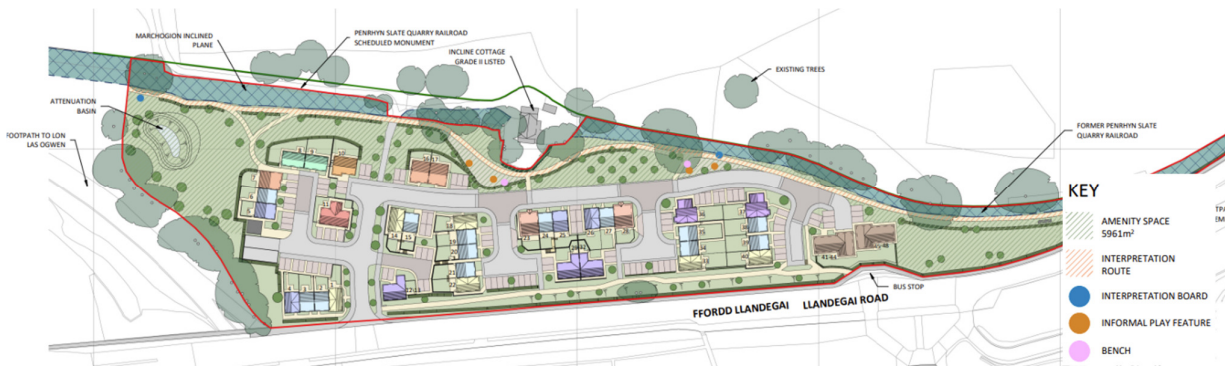 MARCHOGION INCLINED
PLANE
PENRHYN SLATE QUARRY RAILROAD
SCHEDULED MONUMENT
INCLINE COTTAGE
GRADE II LISTED
EXISTING TREES
ATTENUATION
BASIN
FOOTPATH TO LON
LAS OGWEN
FORMER PENRHYN SLATE
QUARRY RAILROAD
BUS STOP
FFORDD LLANDEGAI LLANDEGAI ROAD
KEY
AMENITY SPACE
5961m²
INTERPRETATION
ROUTE
INTERPRETATION BOARD
INFORMAL PLAY FEATURE
BENCH